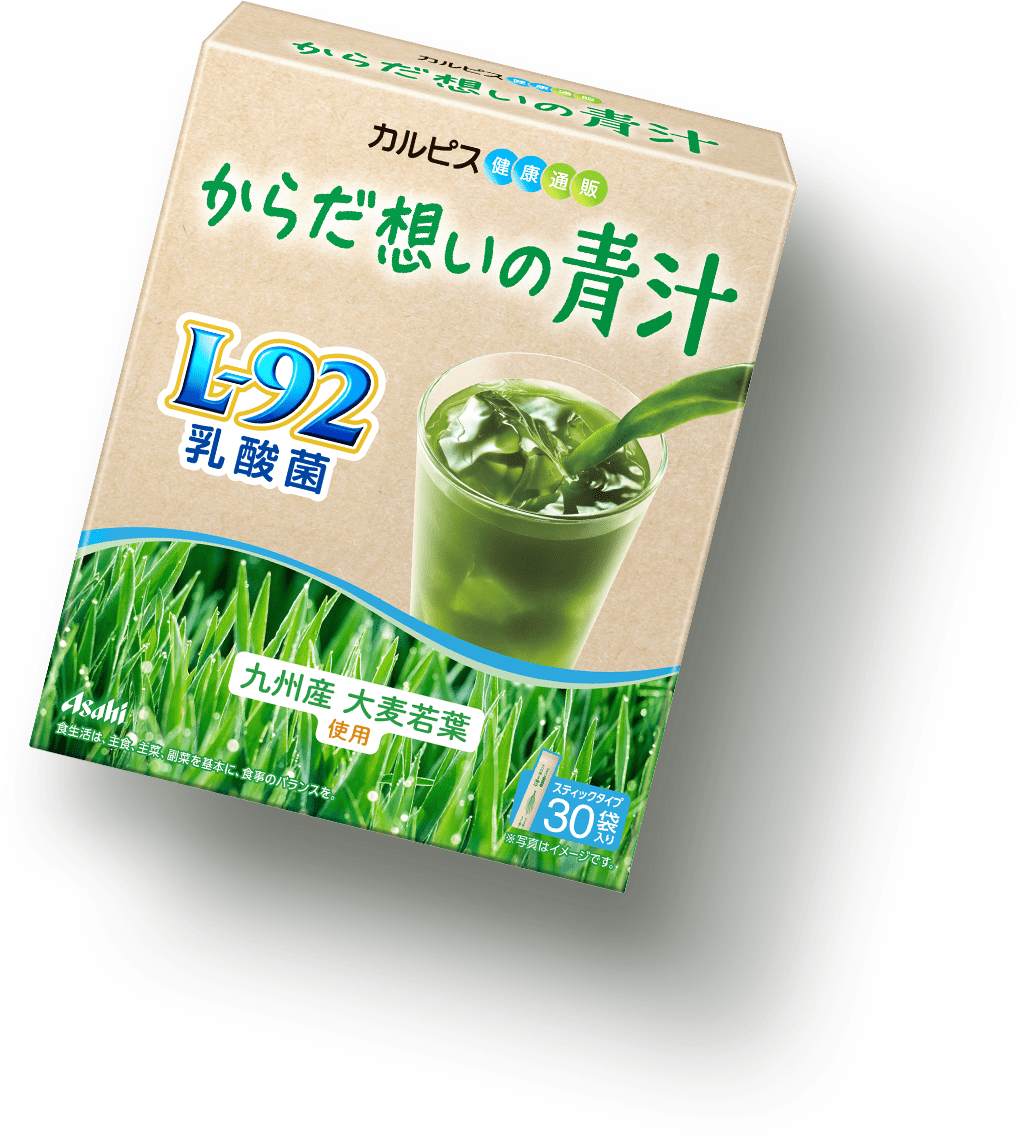 カルピス健康通販
からだ想いの青汁
カルピス健康通販
からだ想いの青汁
L-92
乳酸菌
九州産 大麦若葉
使用
Asahi
食生活は、主食、主菜、副菜を基本に、食事のバランスを。
スティックタイプ
30袋入り
※写真はイメージです。